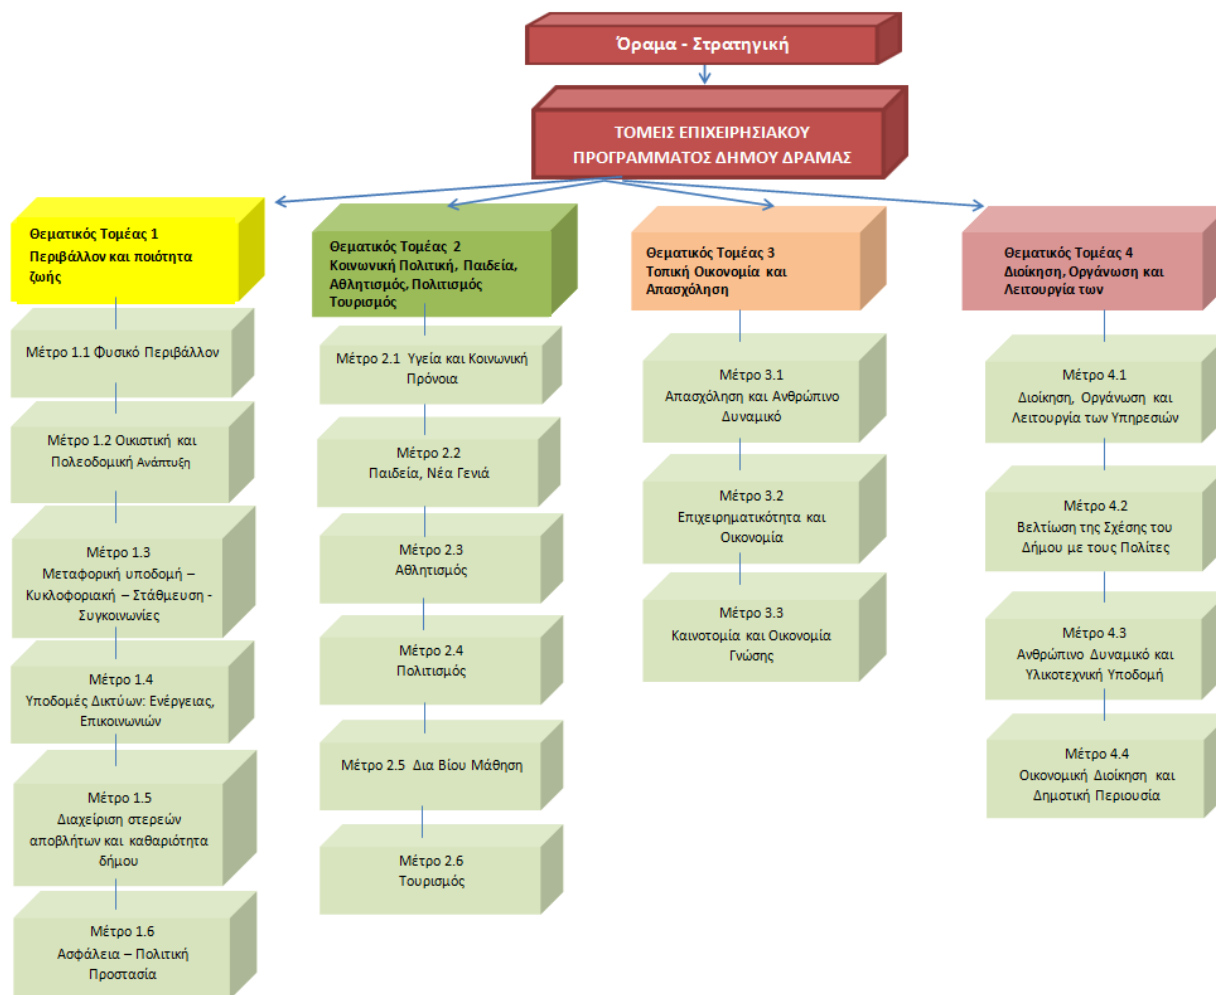 Όραμα - Στρατηγική
ΤΟΜΕΙΣ ΕΠΙΧΕΙΡΗΣΙΑΚΟΥ
ΠΡΟΓΡΑΜΜΑΤΟΣ ΔΗΜΟΥ ΔΡΑΜΑΣ
Θεματικός Τομέας 1
Περιβάλλον και ποιότητα
ζωής
Μέτρο 1.1 Φυσικό Περιβάλλον
Μέτρο 1.2 Οικιστική και
Πολεοδομική Ανάπτυξη
Μέτρο 1.3
Μεταφορική υποδομή –
Κυκλοφοριακή – Στάθμευση -
Συγκοινωνίες
Μέτρο 1.4
Υποδομές Δικτύων: Ενέργειας,
Επικοινωνιών
Μέτρο 1.5
Διαχείριση στερεών
αποβλήτων και καθαριότητα
δήμου
Μέτρο 1.6
Ασφάλεια – Πολιτική
Προστασία
Θεματικός Τομέας 2
Κοινωνική Πολιτική, Παιδεία,
Αθλητισμός, Πολιτισμός
Τουρισμός
Μέτρο 2.1 Υγεία και Κοινωνική
Πρόνοια
Μέτρο 2.2
Παιδεία, Νέα Γενιά
Μέτρο 2.3
Αθλητισμός
Μέτρο 2.4
Πολιτισμός
Μέτρο 2.5 Δια Βίου Μάθηση
Μέτρο 2.6
Τουρισμός
Θεματικός Τομέας 3
Τοπική Οικονομία και
Απασχόληση
Μέτρο 3.1
Απασχόληση και Ανθρώπινο
Δυναμικό
Μέτρο 3.2
Επιχειρηματικότητα και
Οικονομία
Μέτρο 3.3
Καινοτομία και Οικονομία
Γνώσης
Θεματικός Τομέας 4
Διοίκηση, Οργάνωση και
Λειτουργία των
Μέτρο 4.1
Διοίκηση, Οργάνωση και
Λειτουργία των Υπηρεσιών
Μέτρο 4.2
Βελτίωση της Σχέσης του
Δήμου με τους Πολίτες
Μέτρο 4.3
Ανθρώπινο Δυναμικό και
Υλικοτεχνική Υποδομή
Μέτρο 4.4
Οικονομική Διοίκηση και
Δημοτική Περιουσία